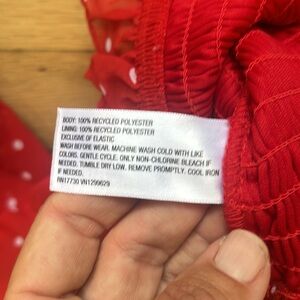 BODY: 100% RECYCLED POLYESTER
LINING: 100% RECYCLED POLYESTER
EXCLUSIVE OF ELASTIC
WASH BEFORE WEAR. MACHINE WASH COLD WITH LIKE
COLORS. GENTLE CYCLE. ONLY NON-CHLORINE BLEACH IF
NEEDED. TUMBLE DRY LOW. REMOVE PROMPTLY. COOL IRON
IF NEEDED.
RN17730 VN1299629